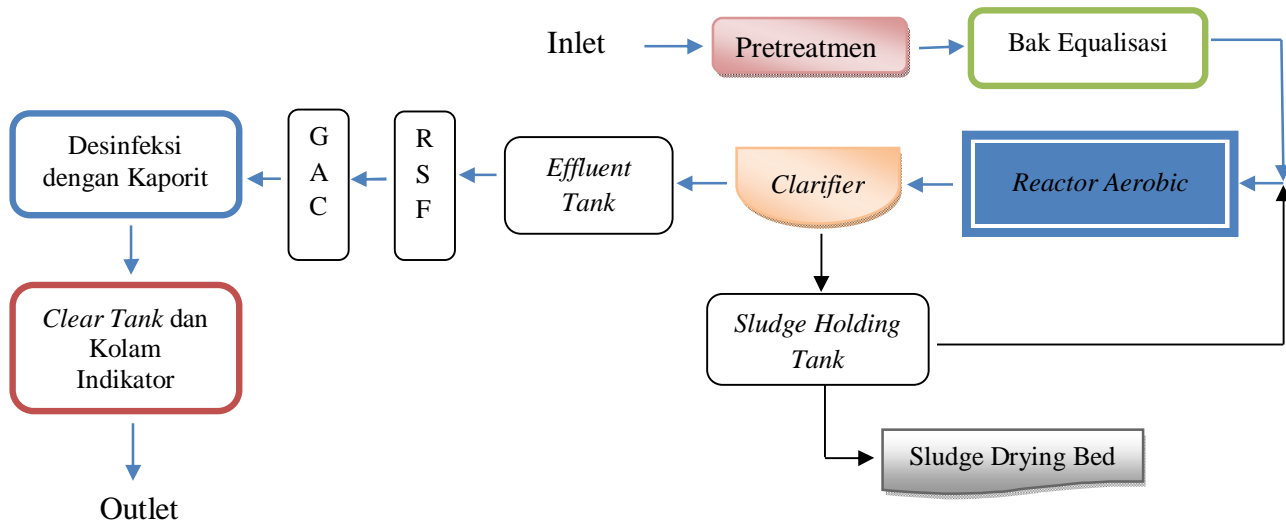 Inlet
Pretreatmen
Bak Equalisasi
Desinfeksi
dengan Kaporit
G
A
C
R
S
F
Effluent
Tank
Clarifier
Reactor Aerobic
Clear Tank dan
Kolam
Indikator
Sludge Holding
Tank
Sludge Drying Bed
Outlet